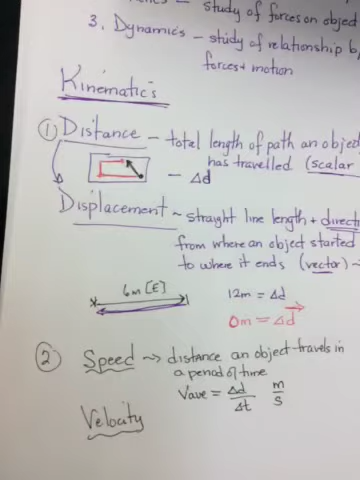 — study of forces on object
3. Dynamics – study of relationship b/
forces + motion
Kinematics
① Distance – total length of path an object
has travelled (scalar
– Δd
Displacement ~ straight line length + direct
from where an object started
to where it ends (vector) –
6m [E]
12m = Δd
0m = Δd
② Speed ~> distance an object travels in
a period of time
Vave = Δd/Δt m/s
Velocity